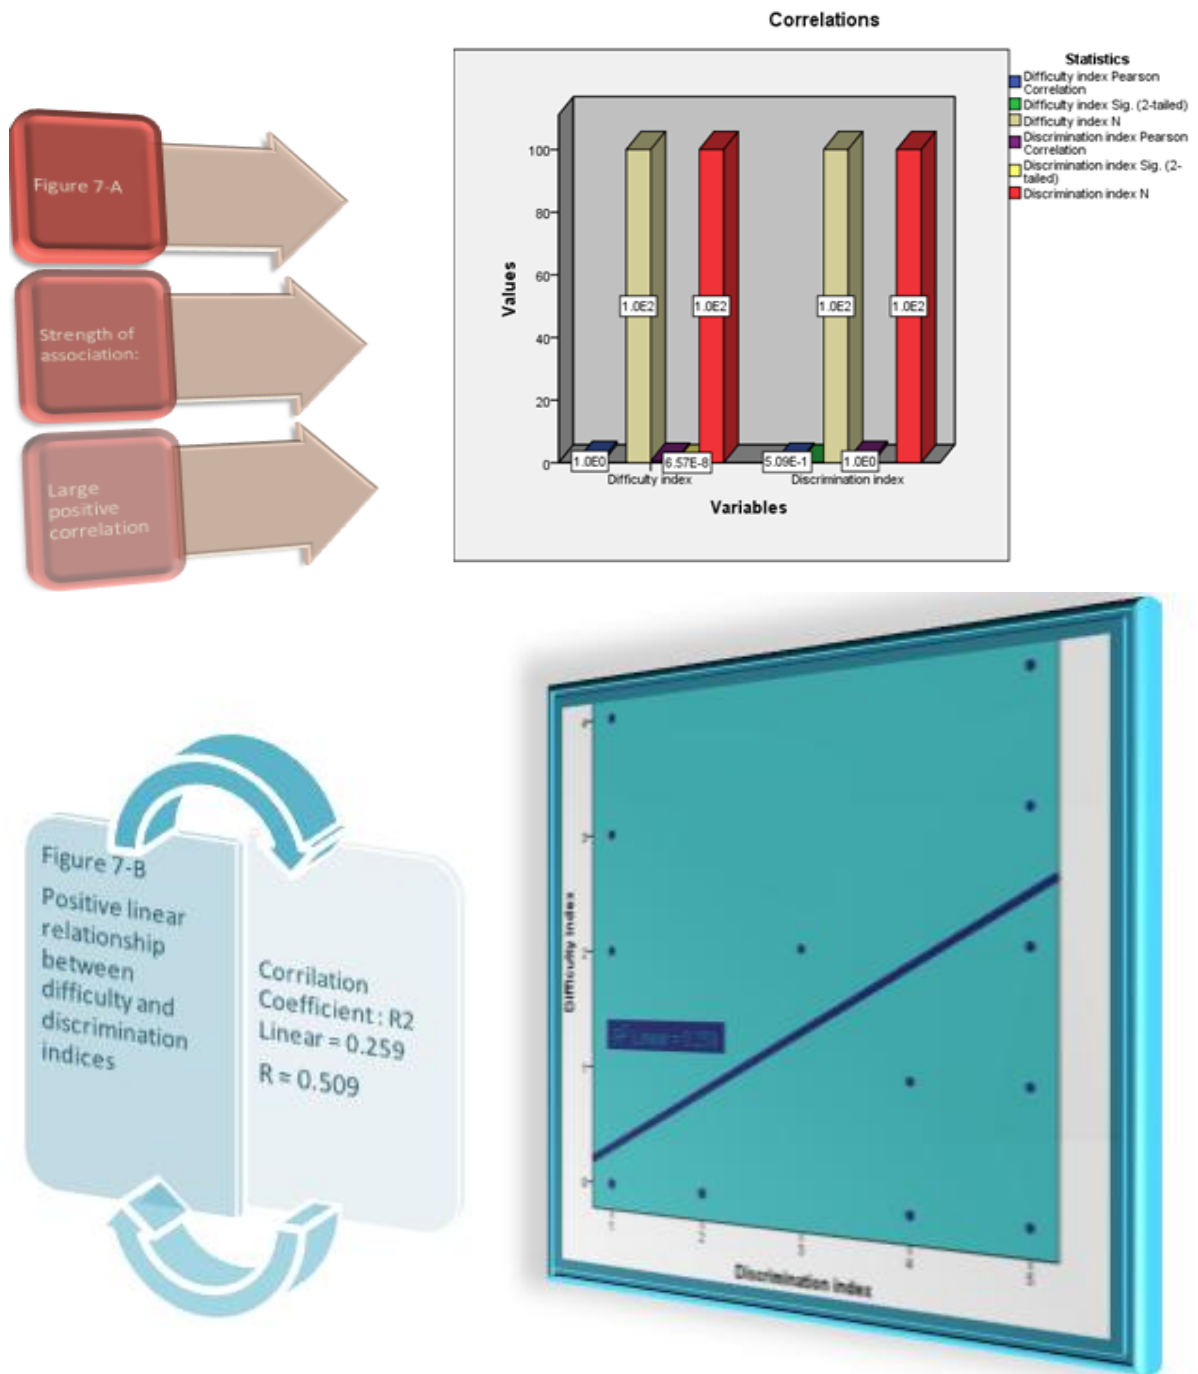 Correlations
Figure 7-A
Strength of
association:
Large
positive
correlation
Values
100
80
60
40
20
0
1.0E2
1.0E2
1.0E2
1.0E2
1.0E0
6.57E-8
5.09E-1
1.0E0
Difficulty index
Discrimination index
Variables
Statistics
Difficulty index Pearson
Correlation
Difficulty index Sig. (2-tailed)
Difficulty index N
Discrimination index Pearson
Correlation
Discrimination index Sig. (2-
tailed)
Discrimination index N
Figure 7-B
Positive linear
relationship
between
difficulty and
discrimination
indices
Corrilation
Coefficient : R2
Linear = 0.259
R = 0.509
Difficulty index
R² Linear = 0.259
Discrimination index